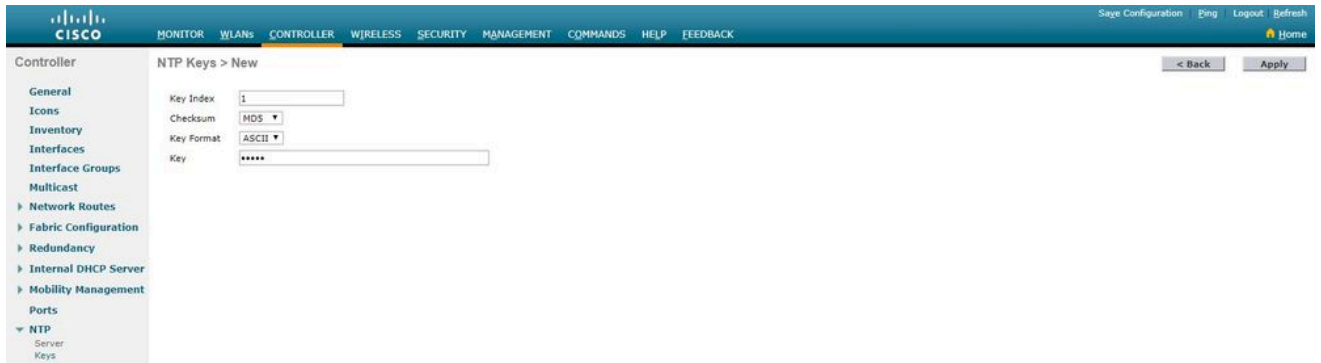 Save Configuration Ping Logout Refresh
CISCO MONITOR WLANs CONTROLLER WIRELESS SECURITY MANAGEMENT COMMANDS HELP FEEDBACK Home
Controller
NTP Keys > New
< Back Apply
General
Icons
Inventory
Interfaces
Interface Groups
Multicast
Network Routes
Fabric Configuration
Redundancy
Internal DHCP Server
Mobility Management
Ports
NTP
Server
Keys
Key Index 1
Checksum MD5
Key Format ASCII
Key •••••